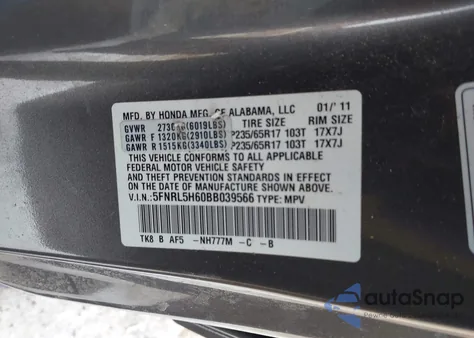 MFD. BY HONDA MFG. OF ALABAMA, LLC 01/'11
GVWR (6019LBS) TIRE SIZE RIM SIZE
GAWR F 1320KG(2910LBS) P235/65R17 103T 17X7J
GAWR R 1515KG(3340LBS) P235/65R17 103T 17X7J
THIS VEHICLE CONFORMS TO ALL APPLICABLE
FEDERAL MOTOR VEHICLE SAFETY AND THEFT
PREVENTION STANDARDS IN EFFECT ON THE DATE OF
MANUFACTURE SHOWN ABOVE.
V.I.N: 5FNRL5H60BB039566 TYPE: MPV
TK8 B AF5 -NH777M -C -B
autoSnap